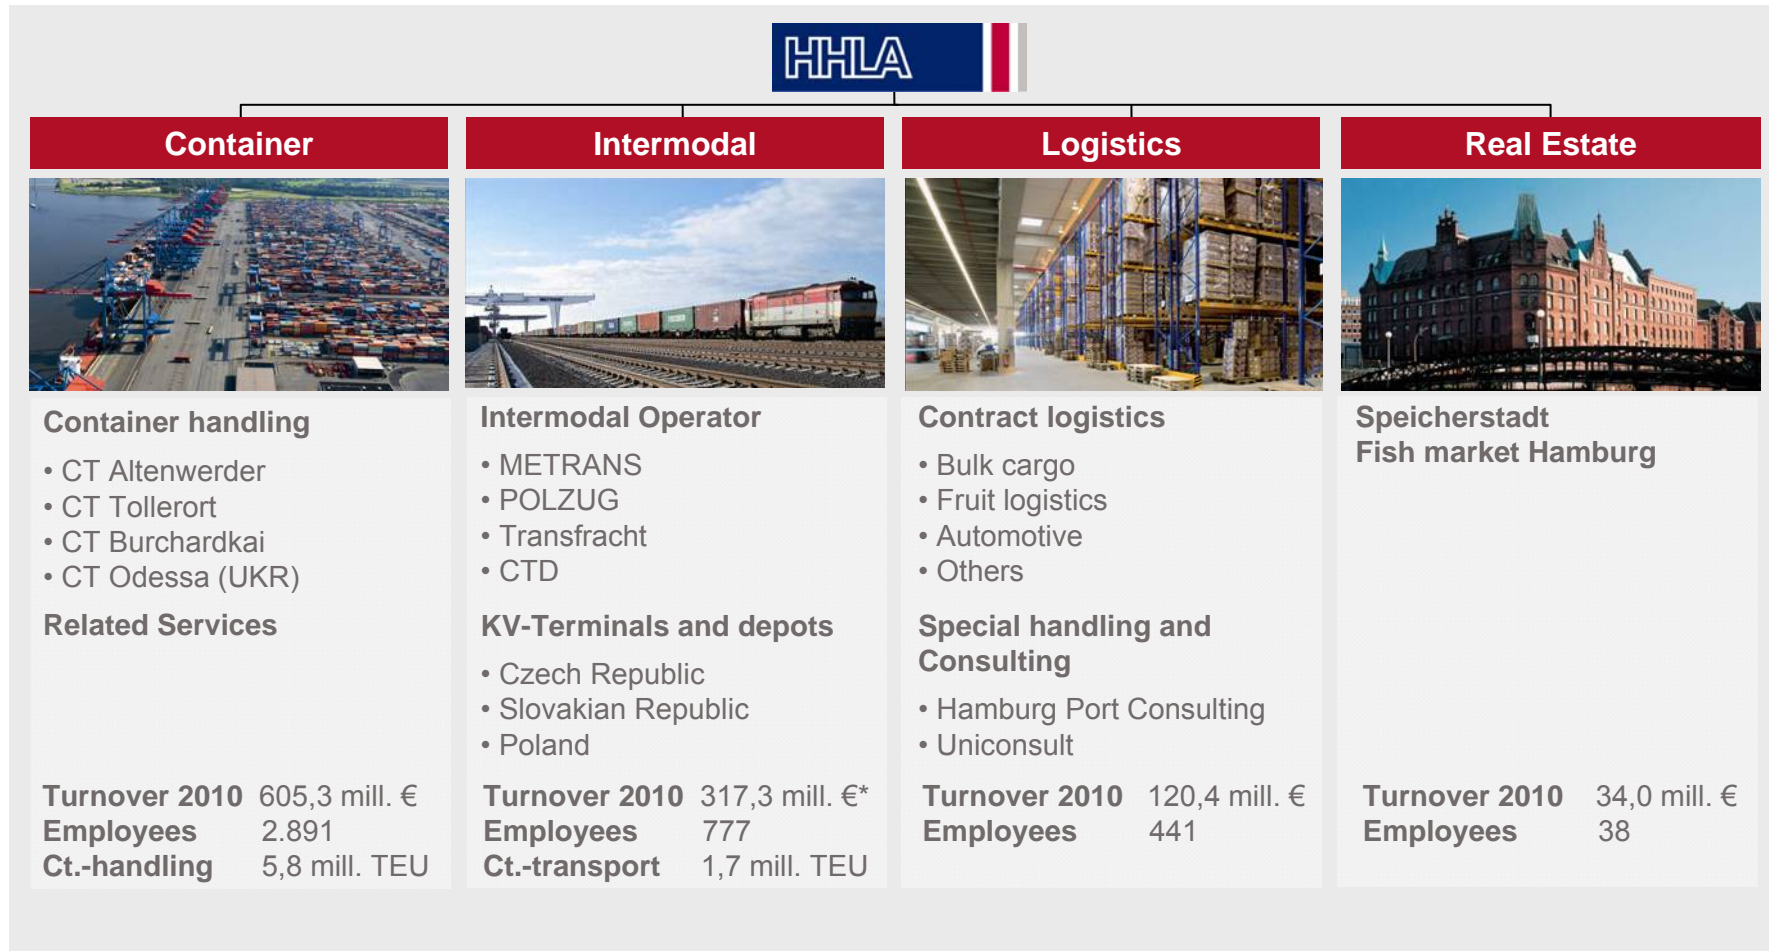 HHLA
Container
Intermodal
Logistics
Real Estate
Container handling
• CT Altenwerder
• CT Tollerort
• CT Burchardkai
• CT Odessa (UKR)
Related Services
Turnover 2010 605,3 mill. €
Employees 2.891
Ct.-handling 5,8 mill. TEU
Intermodal Operator
• METRANS
• POLZUG
• Transfracht
• CTD
KV-Terminals and depots
• Czech Republic
• Slovakian Republic
• Poland
Turnover 2010 317,3 mill. €*
Employees 777
Ct.-transport 1,7 mill. TEU
Contract logistics
• Bulk cargo
• Fruit logistics
• Automotive
• Others
Special handling and
Consulting
• Hamburg Port Consulting
• Uniconsult
Turnover 2010 120,4 mill. €
Employees 441
Speicherstadt
Fish market Hamburg
Turnover 2010 34,0 mill. €
Employees 38